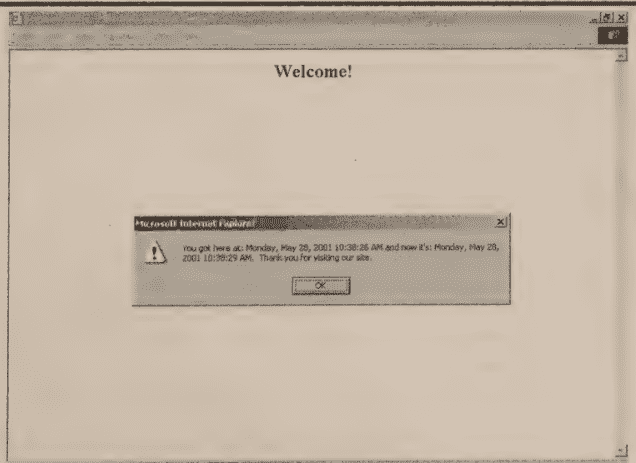 Welcome!
Microsoft Internet Explorer
You got here at: Monday, May 28, 2001 10:38:26 AM and now it's: Monday, May 28,
2001 10:38:29 AM. Thank you for visiting our site.
OK